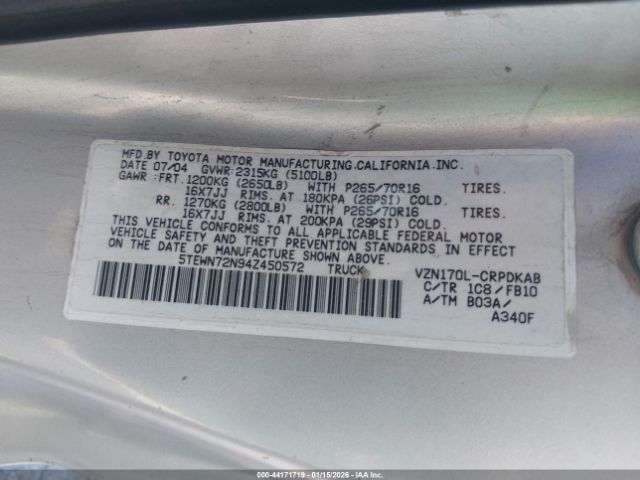 MFD.BY TOYOTA MOTOR MANUFACTURING.CALIFORNIA.INC.
DATE 07/04 GVWR:2315KG (5100LB)
GAWR :FRT.1200KG (2650LB) WITH P265/70R16 TIRES.
16X7JJ RIMS. AT 180KPA (26PSI) COLD.
RR. 1270KG (2800LB) WITH P265/70R16 TIRES.
16X7JJ RIMS. AT 200KPA (29PSI) COLD.
THIS VEHICLE CONFORMS TO ALL APPLICABLE FEDERAL MOTOR
VEHICLE SAFETY AND THEFT PREVENTION STANDARDS IN EFFECT
ON THE DATE OF MANUFACTURE SHOWN ABOVE.
5TEWN72N94Z450572 TRUCK VZN170L-CRPDKAB
C/TR 1C8/FB10
A/TM B03A/
A340F
000-44171719 - 01/15/2026 - IAAI.COM